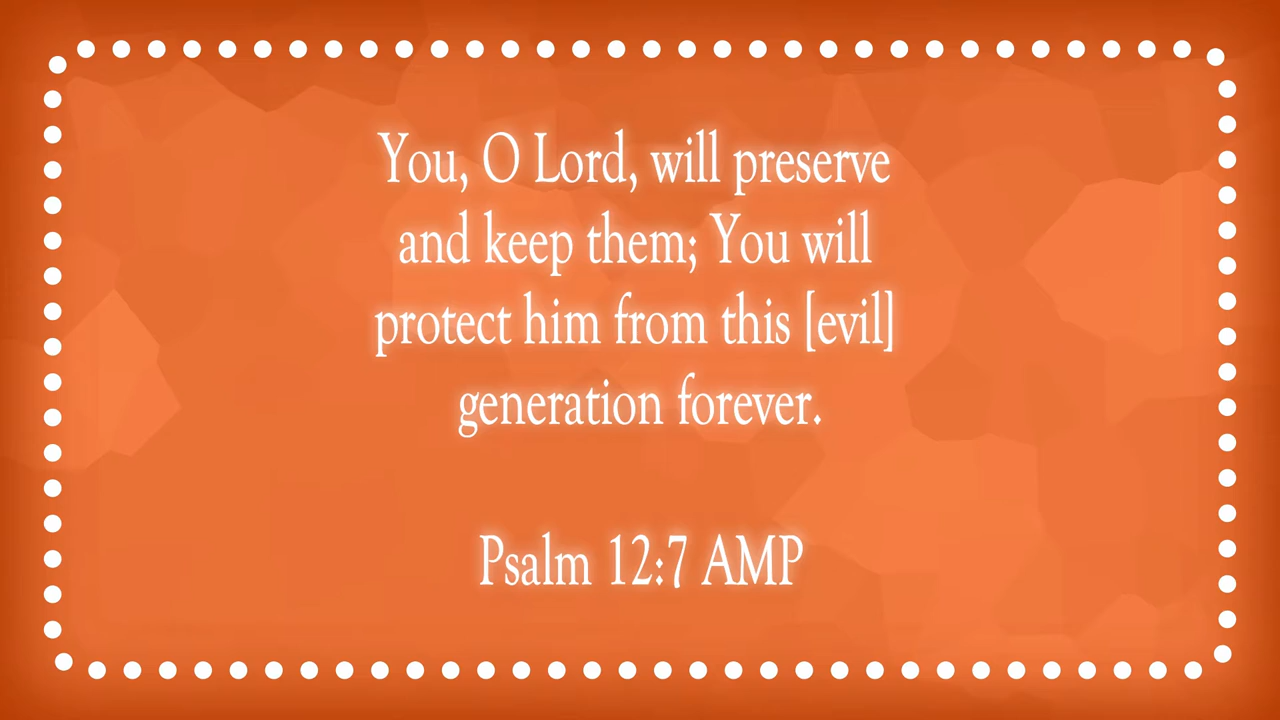 You, O Lord, will preserve
and keep them; You will
protect him from this [evil]
generation forever.
Psalm 12:7 AMP